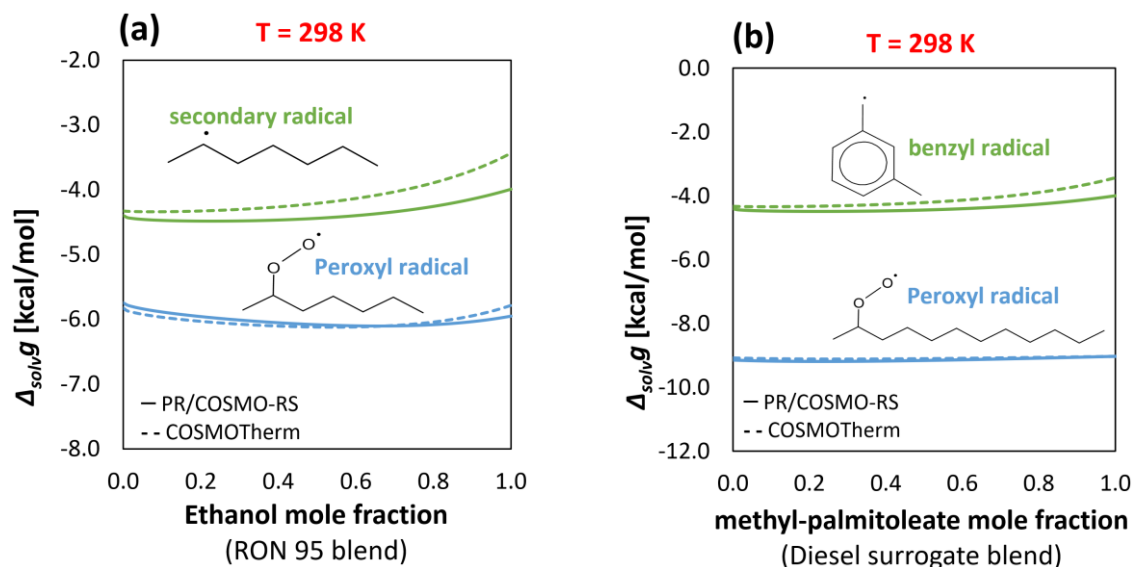 (a)
T = 298 K
-2.0
-3.0
-4.0
-5.0
-6.0
-7.0
-8.0
Δsolvg [kcal/mol]
secondary radical
O
O
Peroxyl radical
PR/COSMO-RS
COSMOTherm
0.0 0.2 0.4 0.6 0.8 1.0
Ethanol mole fraction
(RON 95 blend)
(b)
T = 298 K
0.0
-2.0
-4.0
-6.0
-8.0
-10.0
-12.0
Δsolvg [kcal/mol]
benzyl radical
O
O
Peroxyl radical
PR/COSMO-RS
COSMOTherm
0.0 0.2 0.4 0.6 0.8 1.0
methyl-palmitoleate mole fraction
(Diesel surrogate blend)